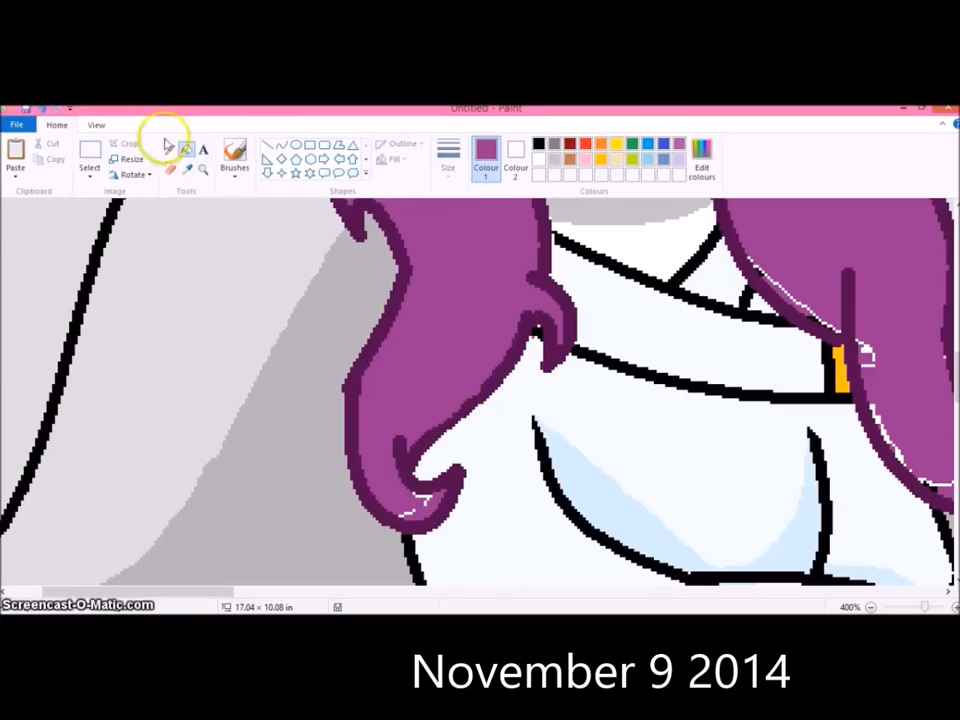 Untitled - Paint
File Home View
Paste
Cut
Copy
Clipboard
Select
Crop
Resize
Rotate
Image
A
Tools
Brushes
Outline
Fill
Shapes
Size
Colour 1
Colour 2
Edit colours
Colours
Screencast-O-Matic.com
17.04 × 10.08 in
400%
November 9 2014